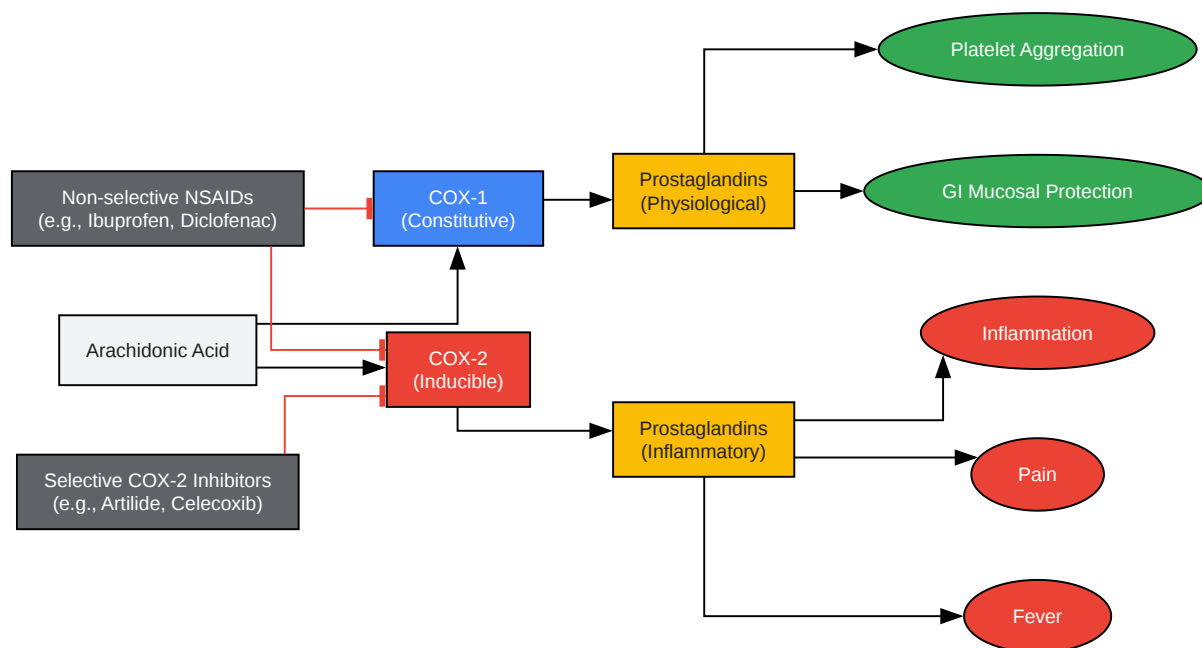 Platelet Aggregation
Non-selective NSAIDs
(e.g., Ibuprofen, Diclofenac)
COX-1
(Constitutive)
Prostaglandins
(Physiological)
GI Mucosal Protection
Arachidonic Acid
COX-2
(Inducible)
Inflammation
Prostaglandins
(Inflammatory)
Selective COX-2 Inhibitors
(e.g., Artilide, Celecoxib)
Pain
Fever